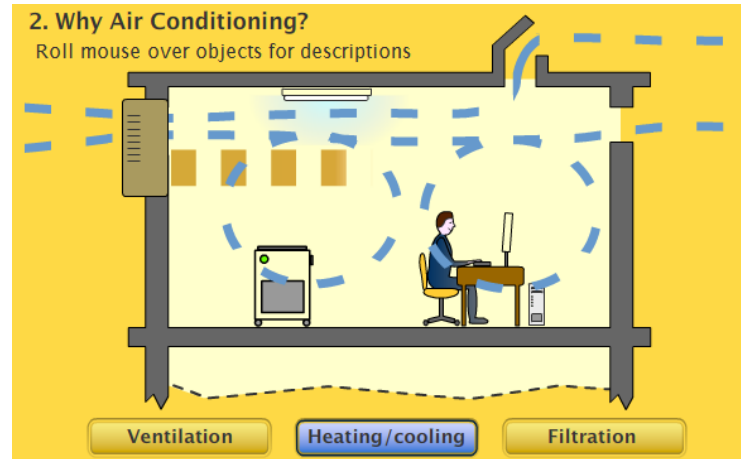 2. Why Air Conditioning?
Roll mouse over objects for descriptions
Ventilation
Heating/cooling
Filtration